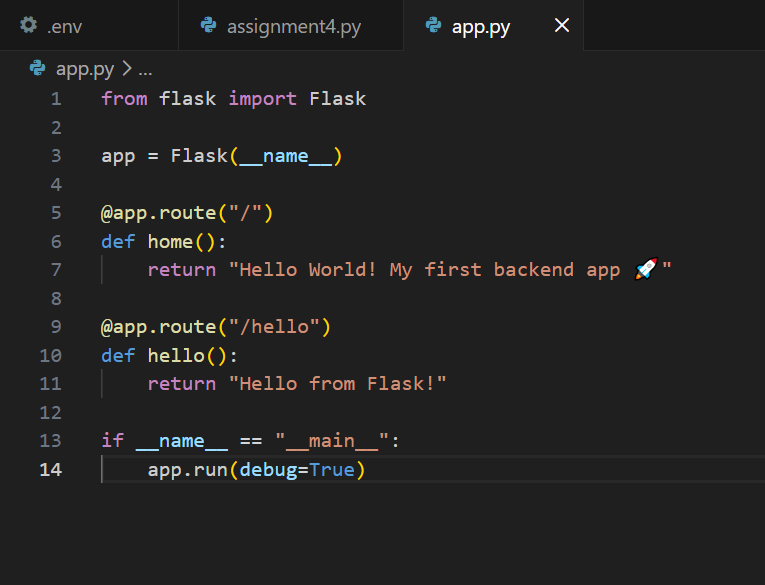 .env
assignment4.py
app.py
app.py > ...
1 from flask import Flask
2
3 app = Flask(__name__)
4
5 @app.route("/")
6 def home():
7     return "Hello World! My first backend app 🚀"
8
9 @app.route("/hello")
10 def hello():
11     return "Hello from Flask!"
12
13 if __name__ == "__main__":
14     app.run(debug=True)